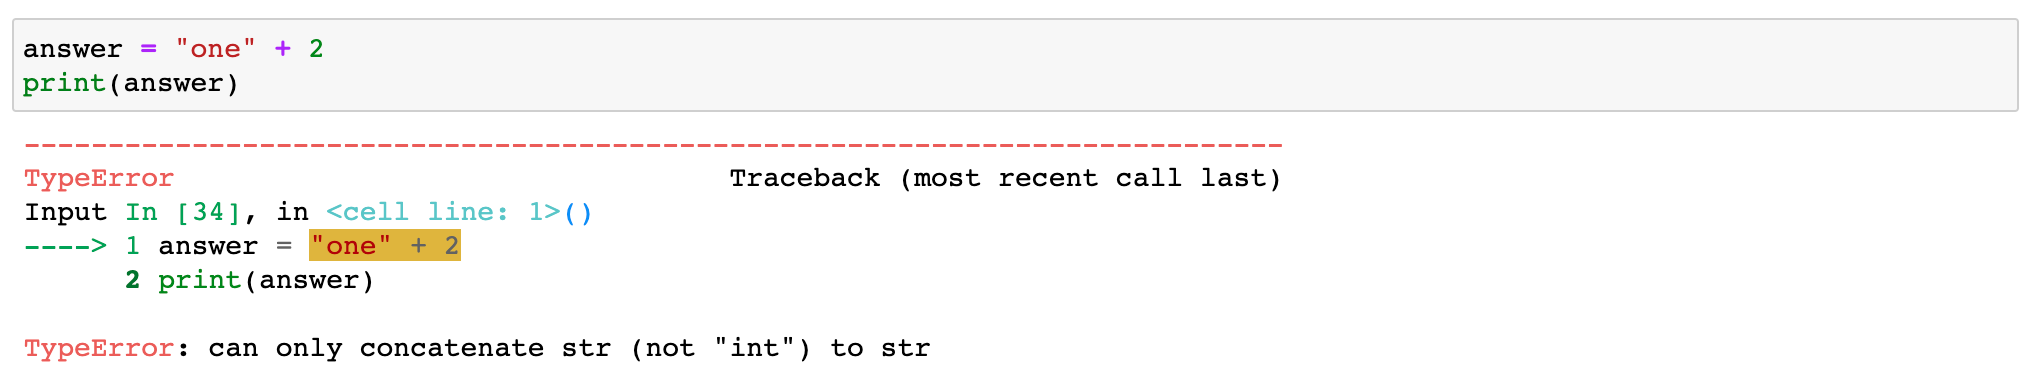 answer = "one" + 2
print(answer)
---------------------------------------------------------------------------
TypeError                                 Traceback (most recent call last)
Input In [34], in <cell line: 1>()
----> 1 answer = "one" + 2
      2 print(answer)

TypeError: can only concatenate str (not "int") to str